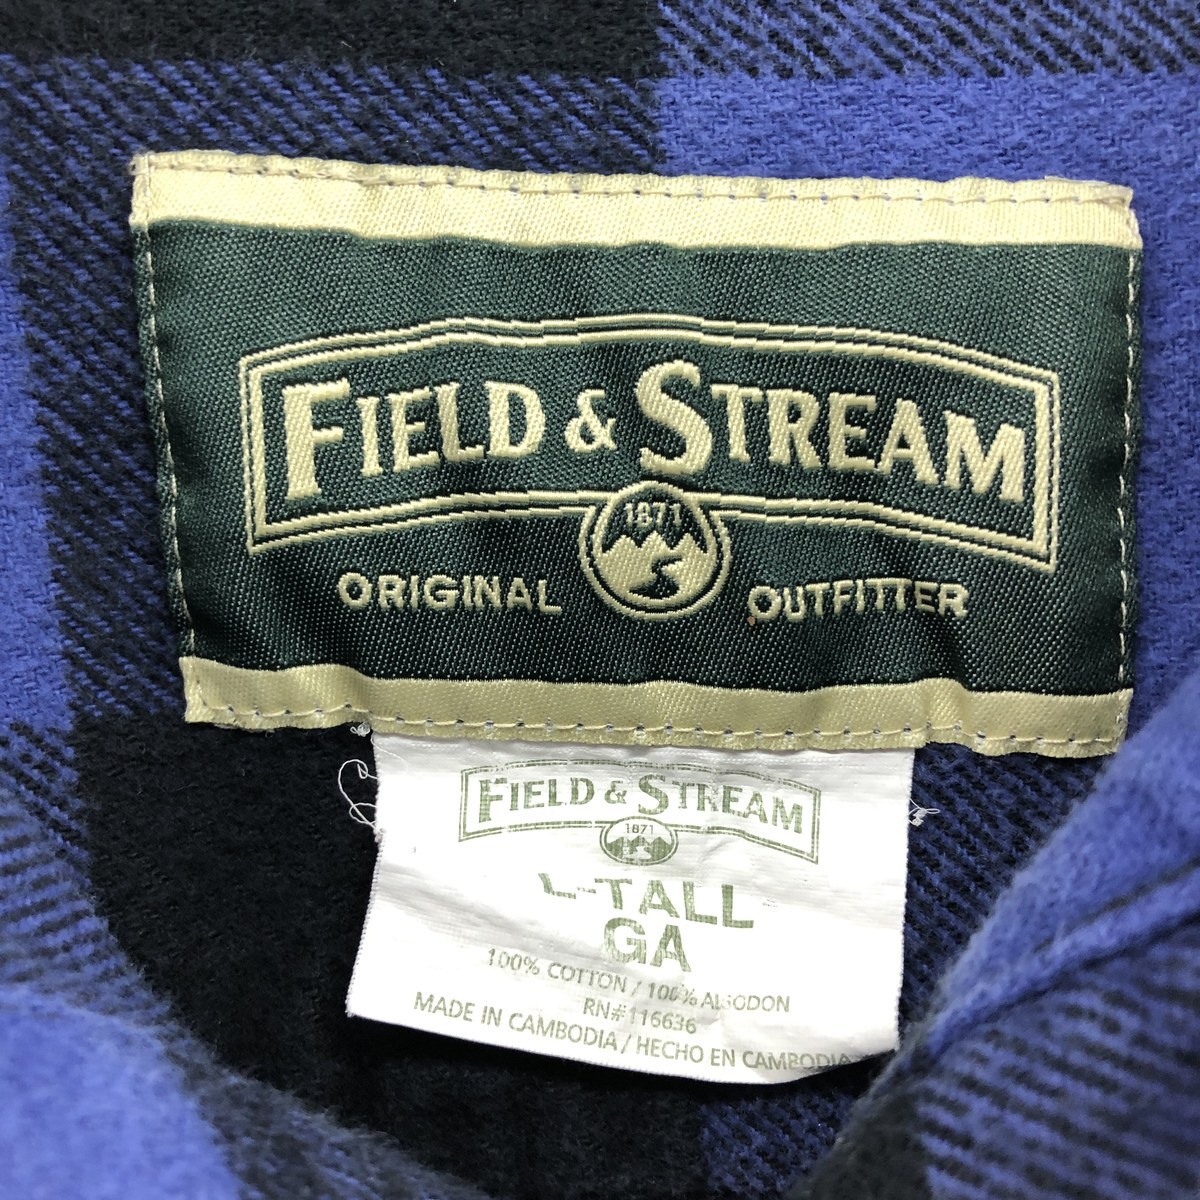 FIELD & STREAM
1871
ORIGINAL OUTFITTER
FIELD & STREAM
1871
L-TALL
GA
100% COTTON / 100% ALGODON
RN#116636
MADE IN CAMBODIA / HECHO EN CAMBODIA